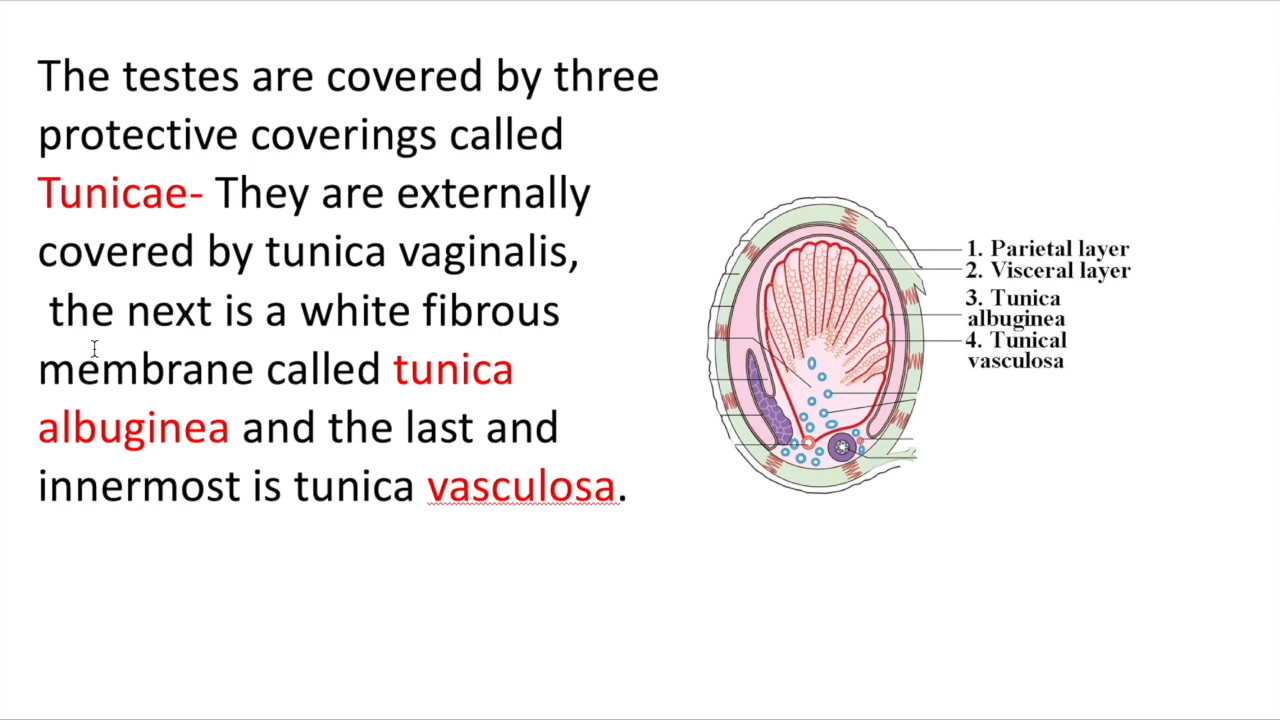 The testes are covered by three
protective coverings called
Tunicae- They are externally
covered by tunica vaginalis,
the next is a white fibrous
membrane called tunica
albuginea and the last and
innermost is tunica vasculosa.
1. Parietal layer
2. Visceral layer
3. Tunica
albuginea
4. Tunical
vasculosa